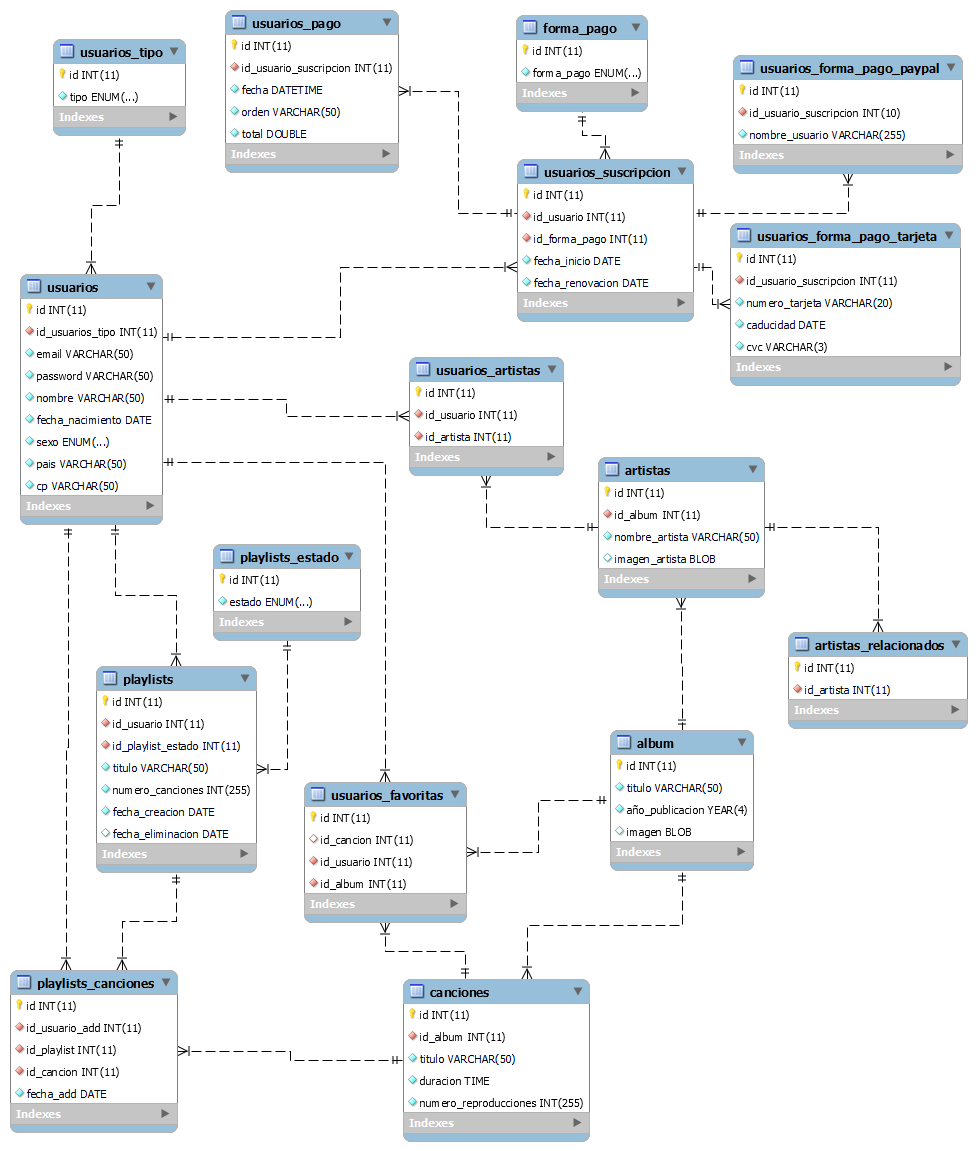 usuarios_tipo
id INT(11)
tipo ENUM(...)
Indexes
usuarios_pago
id INT(11)
id_usuario_suscripcion INT(11)
fecha DATETIME
orden VARCHAR(50)
total DOUBLE
Indexes
forma_pago
id INT(11)
forma_pago ENUM(...)
Indexes
usuarios_forma_pago_paypal
id INT(11)
id_usuario_suscripcion INT(10)
nombre_usuario VARCHAR(255)
Indexes
usuarios_suscripcion
id INT(11)
id_usuario INT(11)
id_forma_pago INT(11)
fecha_inicio DATE
fecha_renovacion DATE
Indexes
usuarios_forma_pago_tarjeta
id INT(11)
id_usuario_suscripcion INT(11)
numero_tarjeta VARCHAR(20)
caducidad DATE
cvc VARCHAR(3)
Indexes
usuarios
id INT(11)
id_usuarios_tipo INT(11)
email VARCHAR(50)
password VARCHAR(50)
nombre VARCHAR(50)
fecha_nacimiento DATE
sexo ENUM(...)
pais VARCHAR(50)
cp VARCHAR(50)
Indexes
usuarios_artistas
id INT(11)
id_usuario INT(11)
id_artista INT(11)
Indexes
artistas
id INT(11)
id_album INT(11)
nombre_artista VARCHAR(50)
imagen_artista BLOB
Indexes
playlists_estado
id INT(11)
estado ENUM(...)
Indexes
artistas_relacionados
id INT(11)
id_artista INT(11)
Indexes
playlists
id INT(11)
id_usuario INT(11)
id_playlist_estado INT(11)
titulo VARCHAR(50)
numero_canciones INT(255)
fecha_creacion DATE
fecha_eliminacion DATE
Indexes
album
id INT(11)
titulo VARCHAR(50)
año_publicacion YEAR(4)
imagen BLOB
Indexes
usuarios_favoritas
id INT(11)
id_cancion INT(11)
id_usuario INT(11)
id_album INT(11)
Indexes
playlists_canciones
id INT(11)
id_usuario_add INT(11)
id_playlist INT(11)
id_cancion INT(11)
fecha_add DATE
Indexes
canciones
id INT(11)
id_album INT(11)
titulo VARCHAR(50)
duracion TIME
numero_reproducciones INT(255)
Indexes